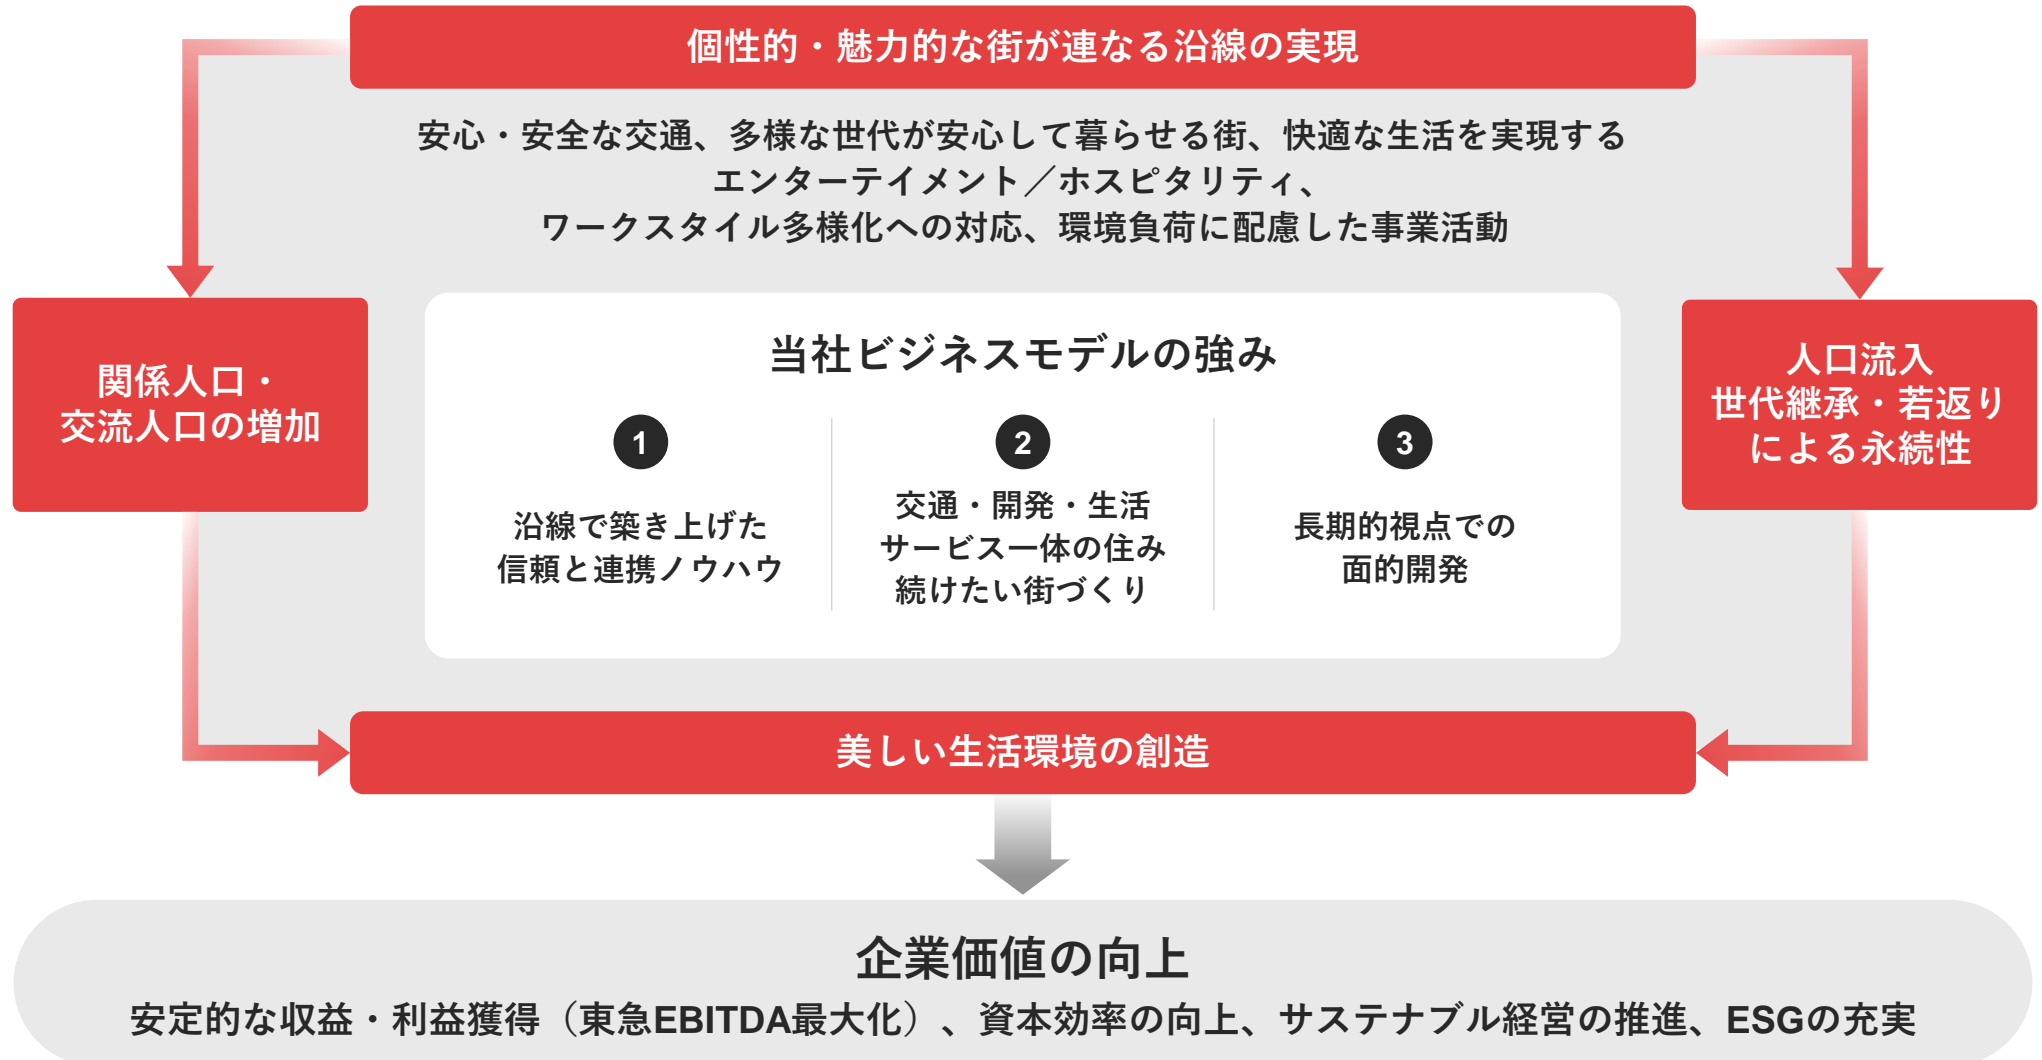 個性的・魅力的な街が連なる沿線の実現
安心・安全な交通、多様な世代が安心して暮らせる街、快適な生活を実現する
エンターテイメント／ホスピタリティ、
ワークスタイル多様化への対応、環境負荷に配慮した事業活動
関係人口・
交流人口の増加
当社ビジネスモデルの強み
1
沿線で築き上げた
信頼と連携ノウハウ
2
交通・開発・生活
サービス一体の住み
続けたい街づくり
3
長期的視点での
面的開発
人口流入
世代継承・若返り
による永続性
美しい生活環境の創造
企業価値の向上
安定的な収益・利益獲得（東急EBITDA最大化）、資本効率の向上、サステナブル経営の推進、ESGの充実